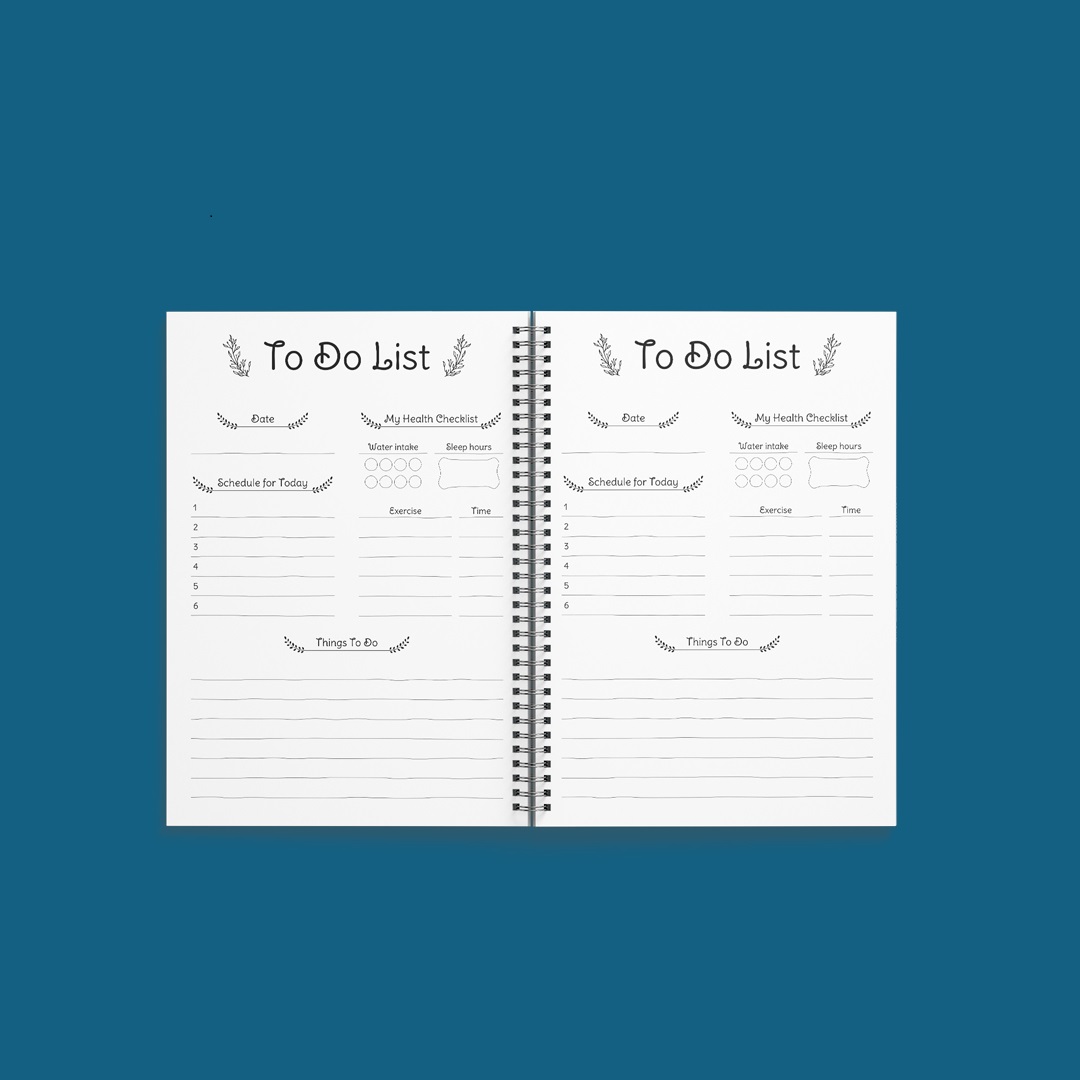 To Do List
Date
My Health Checklist
Water intake Sleep hours
Schedule for Today
Exercise Time
1
2
3
4
5
6
Things To Do
To Do List
Date
My Health Checklist
Water intake Sleep hours
Schedule for Today
Exercise Time
1
2
3
4
5
6
Things To Do